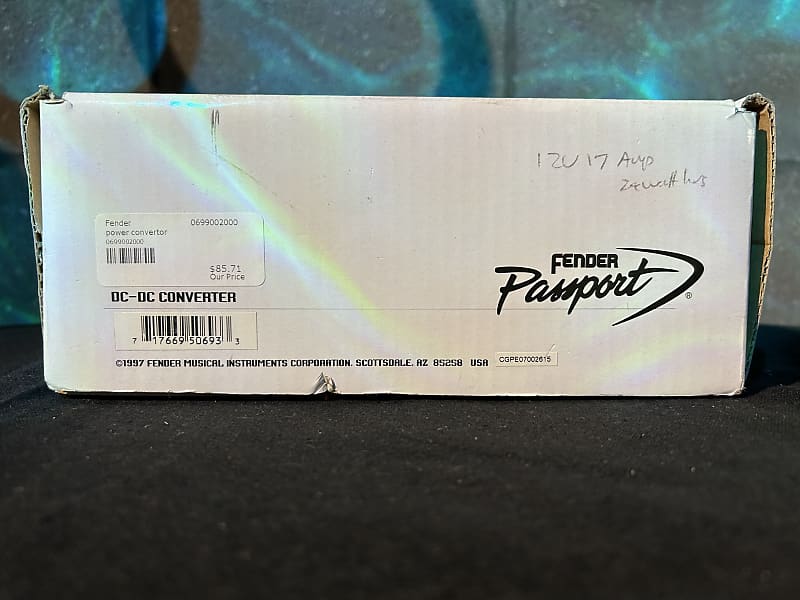 12V 17 Amp
Fender 0699002000
power convertor
0699002000
$85.71
Our Price
DC-DC CONVERTER
FENDER
Passport®
7 17669 50693 3
©1997 FENDER MUSICAL INSTRUMENTS CORPORATION. SCOTTSDALE. AZ 85258 USA
CGPE07002615